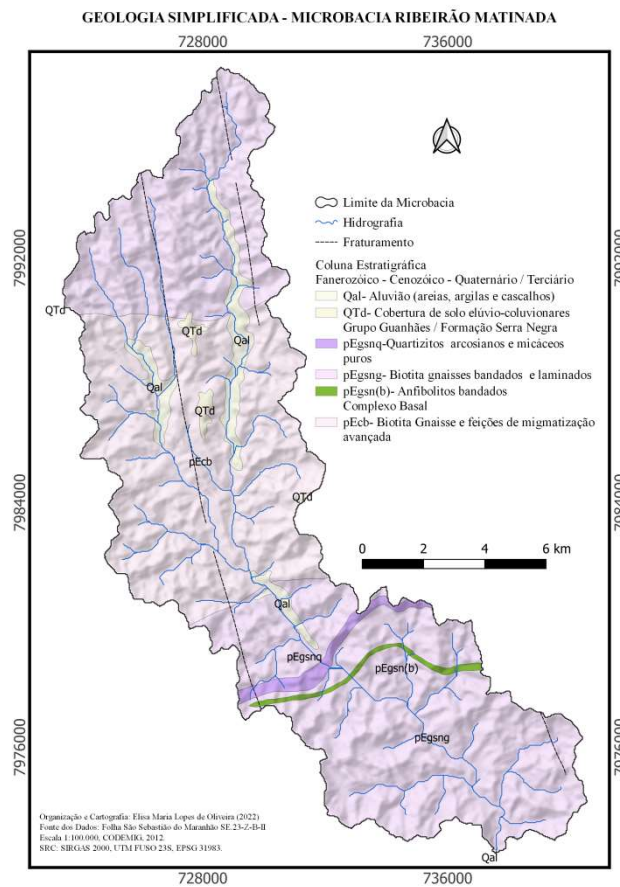 GEOLOGIA SIMPLIFICADA - MICROBACIA RIBEIRÃO MATINADA
728000 736000
Limite da Microbacia
Hidrografia
Fraturamento
Coluna Estratigráfica
Fanerozóico - Cenozóico - Quaternário / Terciário
Qal- Aluvião (areias, argilas e cascalhos)
QTd- Cobertura de solo elúvio-coluvionares
Grupo Guanhães / Formação Serra Negra
pEgsnq-Quartizitos arcosianos e micáceos
puros
pEgsng- Biotita gnaisses bandados e laminados
pEgsn(b)- Anfibolitos bandados
Complexo Basal
pEcb- Biotita Gnaisse e feições de migmatização
avançada
7992000 7992000
QTd
QTd
Qal
Qal
QTd
pEcb
QTd
7984000 7984000
0 2 4 6 km
Qal
pEgsnq
pEgsn(b)
pEgsng
7976000 7976000
Qal
Organização e Cartografia: Elisa Maria Lopes de Oliveira (2022)
Fonte dos Dados: Folha São Sebastião do Maranhão SE.23-Z-B-II
Escala 1:100.000, CODEMIG, 2012.
SRC: SIRGAS 2000, UTM FUSO 23S, EPSG 31983.
728000 736000